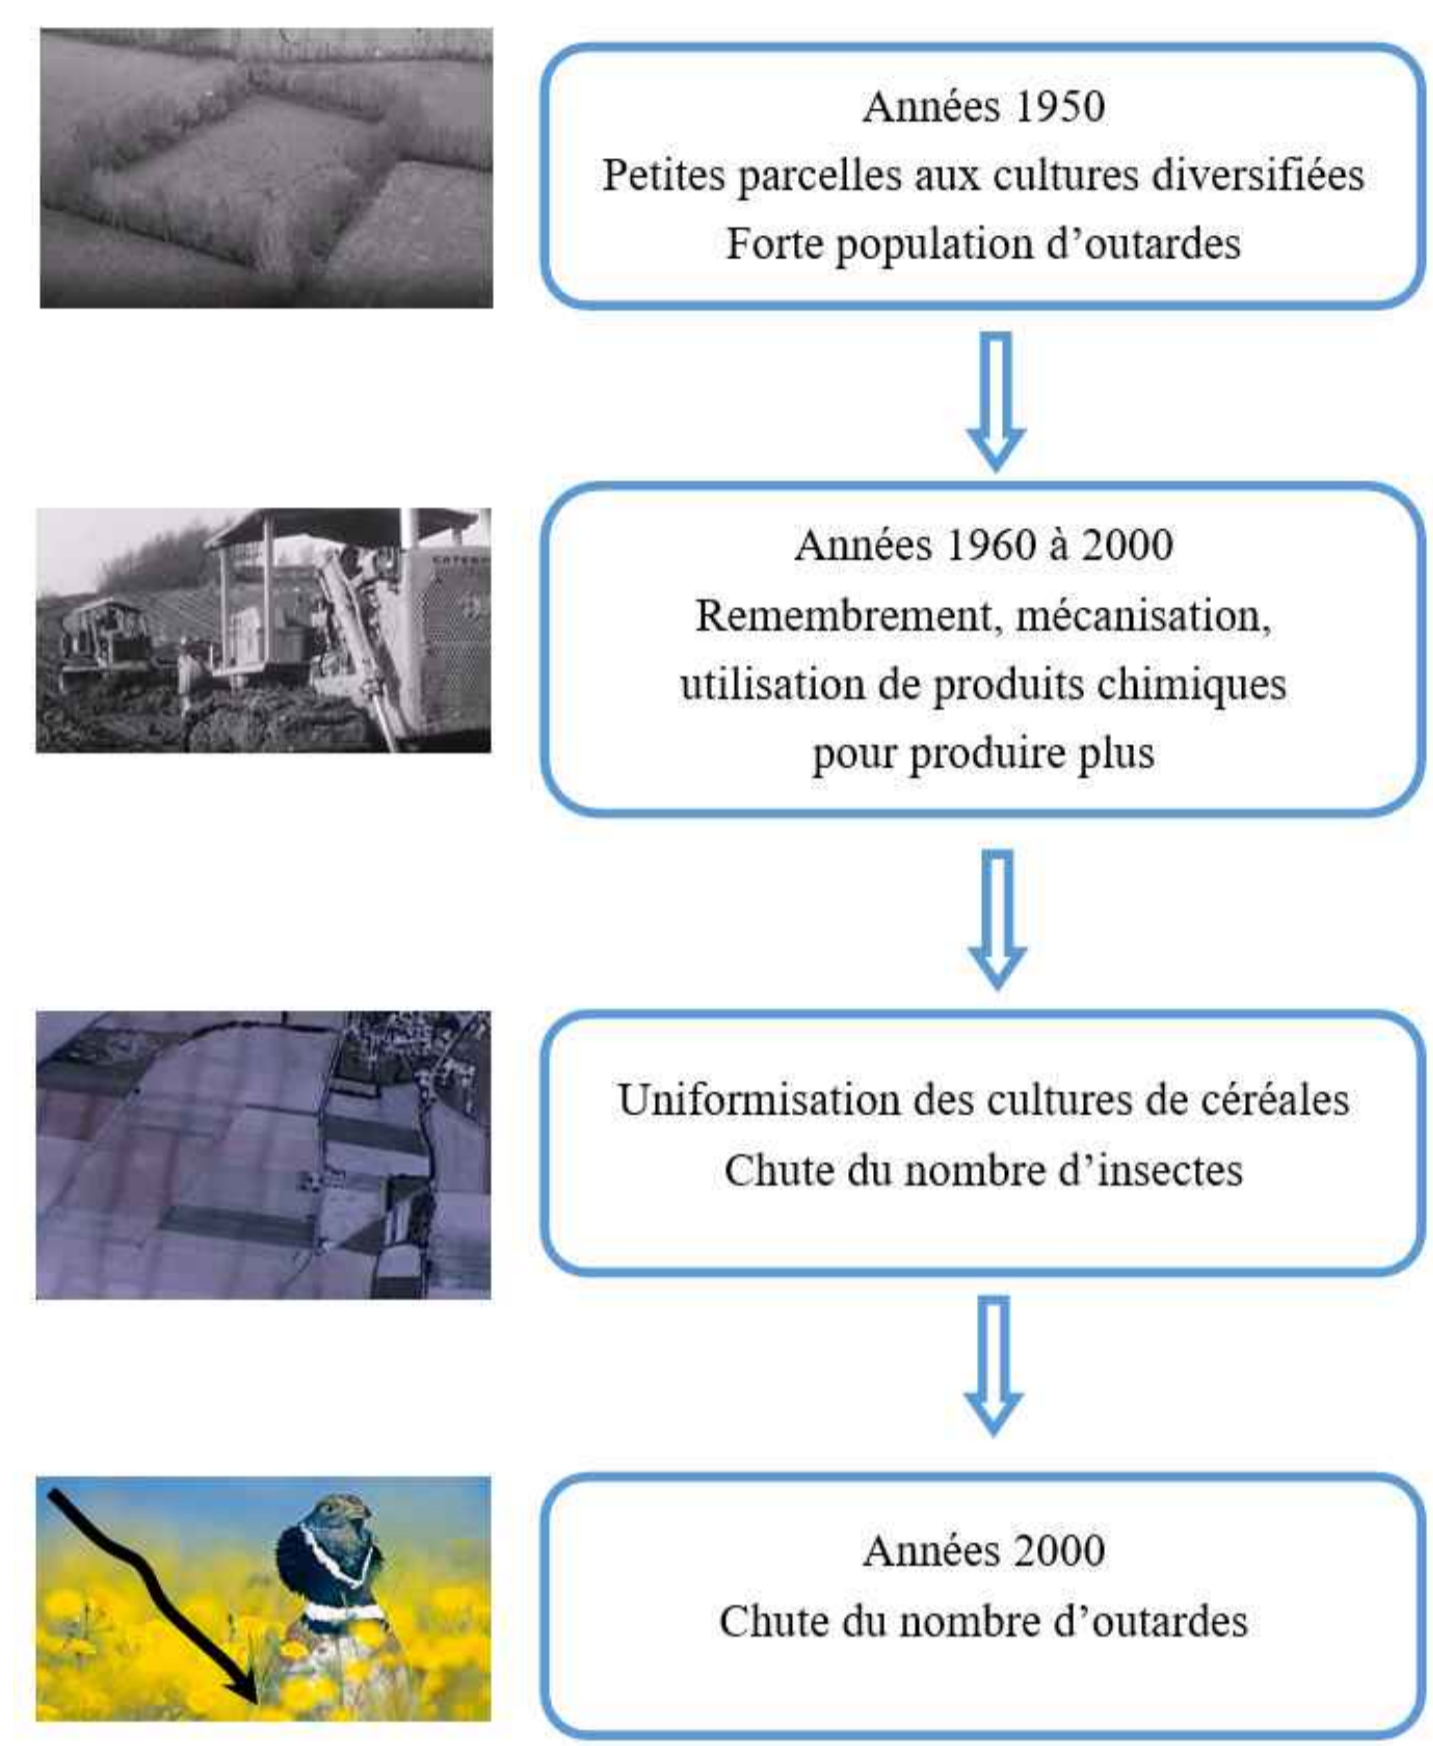 Années 1950
Petites parcelles aux cultures diversifiées
Forte population d’outardes
Années 1960 à 2000
Remembrement, mécanisation,
utilisation de produits chimiques
pour produire plus
Uniformisation des cultures de céréales
Chute du nombre d’insectes
Années 2000
Chute du nombre d’outardes